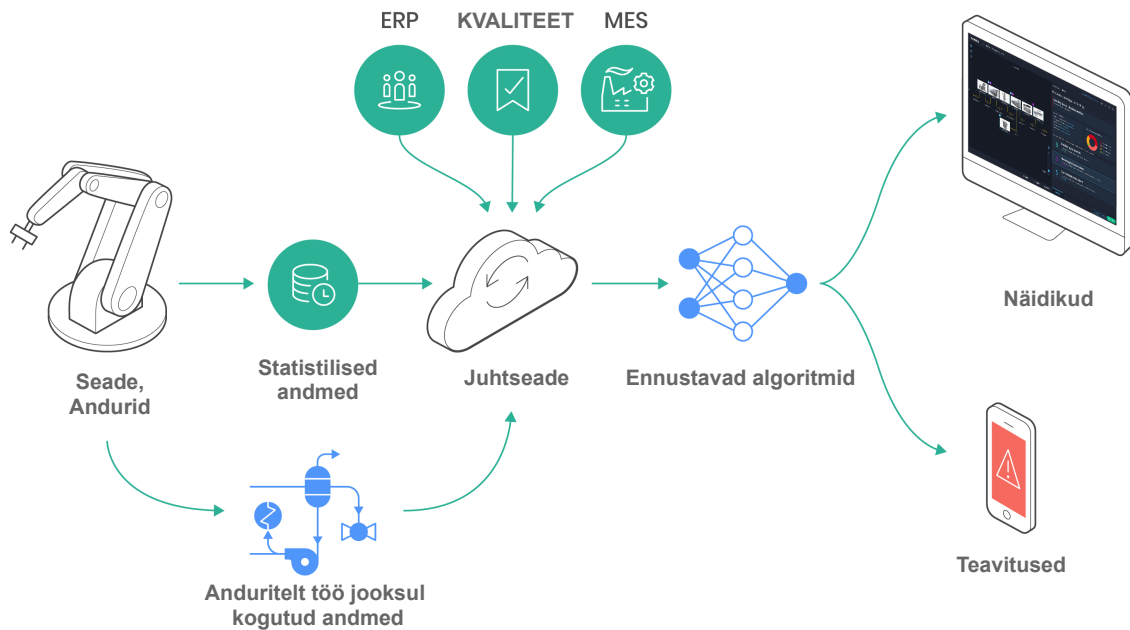 ERP
KVALITEET
MES
Seade,
Andurid
Statistilised
andmed
Juhtseade
Ennustavad algoritmid
Näidikud
Anduritelt töö jooksul
kogutud andmed
Teavitused